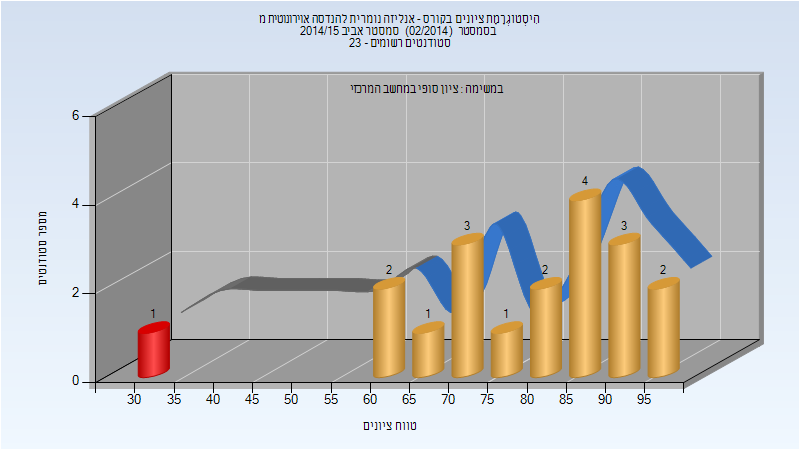 הִיסְטוֹגְרָמַת ציונים בקורס - אנליזה נומרית להנדסה אוירונוטית מ
בסמסטר (02/2014) סמסטר אביב 2014/15
סטודנטים רשומים - 23
במשימה : ציון סופי במחשב המרכזי
מספר סטודנטים
6
4
2
0
1
2
1
3
1
2
4
3
2
30 35 40 45 50 55 60 65 70 75 80 85 90 95
טווח ציונים